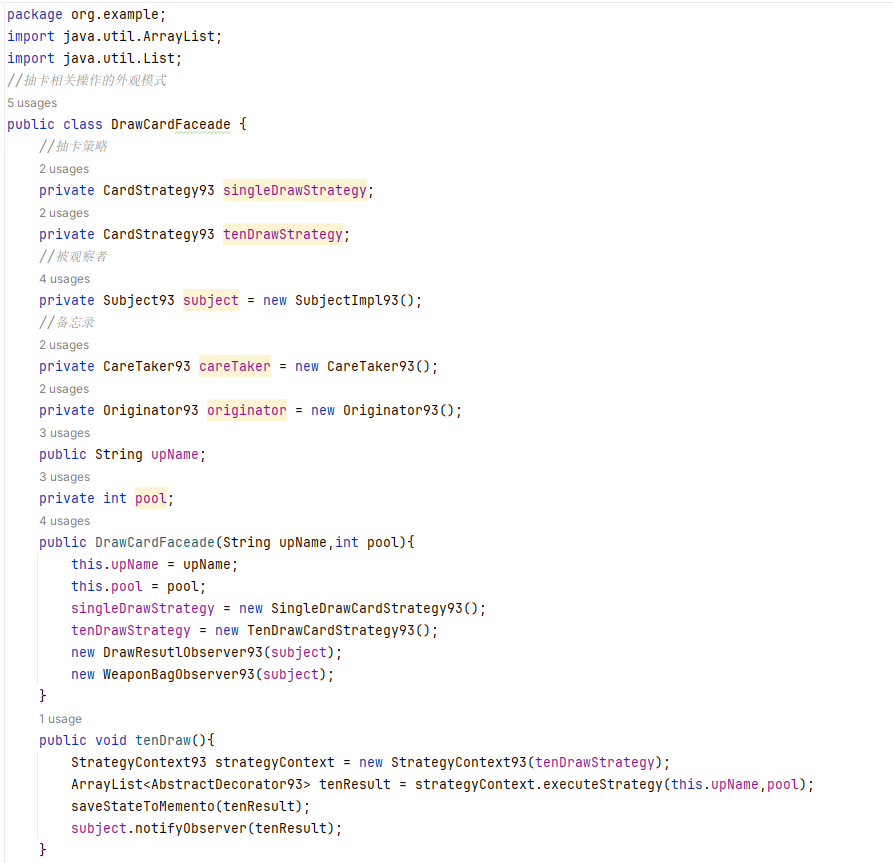 package org.example;
import java.util.ArrayList;
import java.util.List;
//抽卡相关操作的外观模式
5 usages
public class DrawCardFaceade {
//抽卡策略
2 usages
private CardStrategy93 singleDrawStrategy;
2 usages
private CardStrategy93 tenDrawStrategy;
//被观察者
4 usages
private Subject93 subject = new SubjectImpl93();
//备忘录
2 usages
private CareTaker93 careTaker = new CareTaker93();
2 usages
private Originator93 originator = new Originator93();
3 usages
public String upName;
3 usages
private int pool;
4 usages
public DrawCardFaceade(String upName,int pool){
this.upName = upName;
this.pool = pool;
singleDrawStrategy = new SingleDrawCardStrategy93();
tenDrawStrategy = new TenDrawCardStrategy93();
new DrawResutlObserver93(subject);
new WeaponBagObserver93(subject);
}
1 usage
public void tenDraw(){
StrategyContext93 strategyContext = new StrategyContext93(tenDrawStrategy);
ArrayList<AbstractDecorator93> tenResult = strategyContext.executeStrategy(this.upName,pool);
saveStateToMemento(tenResult);
subject.notifyObserver(tenResult);
}